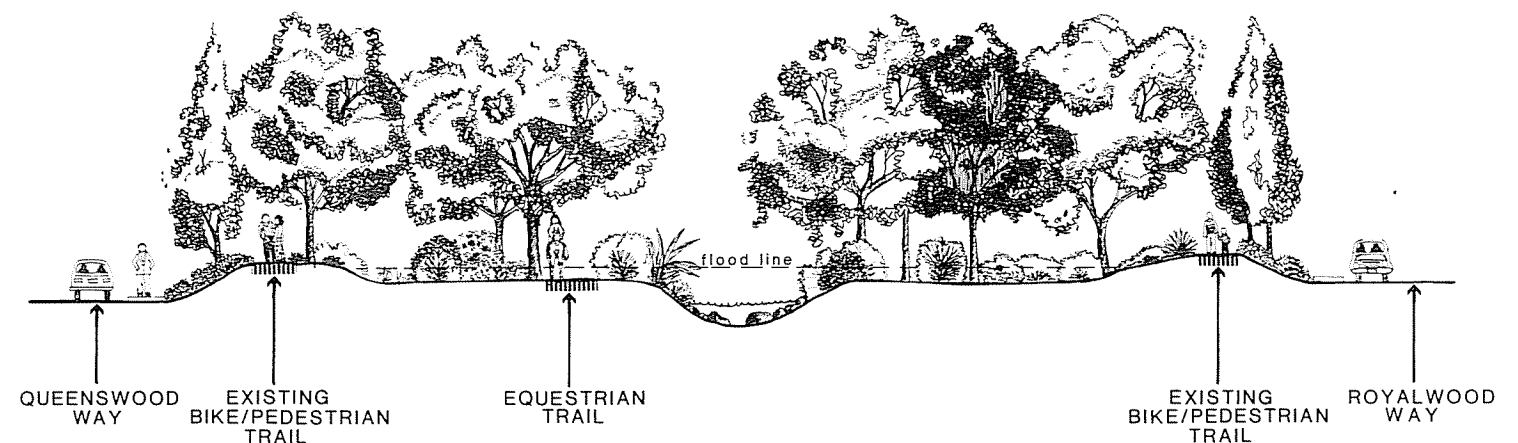 flood line
QUEENSWOOD
WAY
EXISTING
BIKE/PEDESTRIAN
TRAIL
EQUESTRIAN
TRAIL
EXISTING
BIKE/PEDESTRIAN
TRAIL
ROYALWOOD
WAY